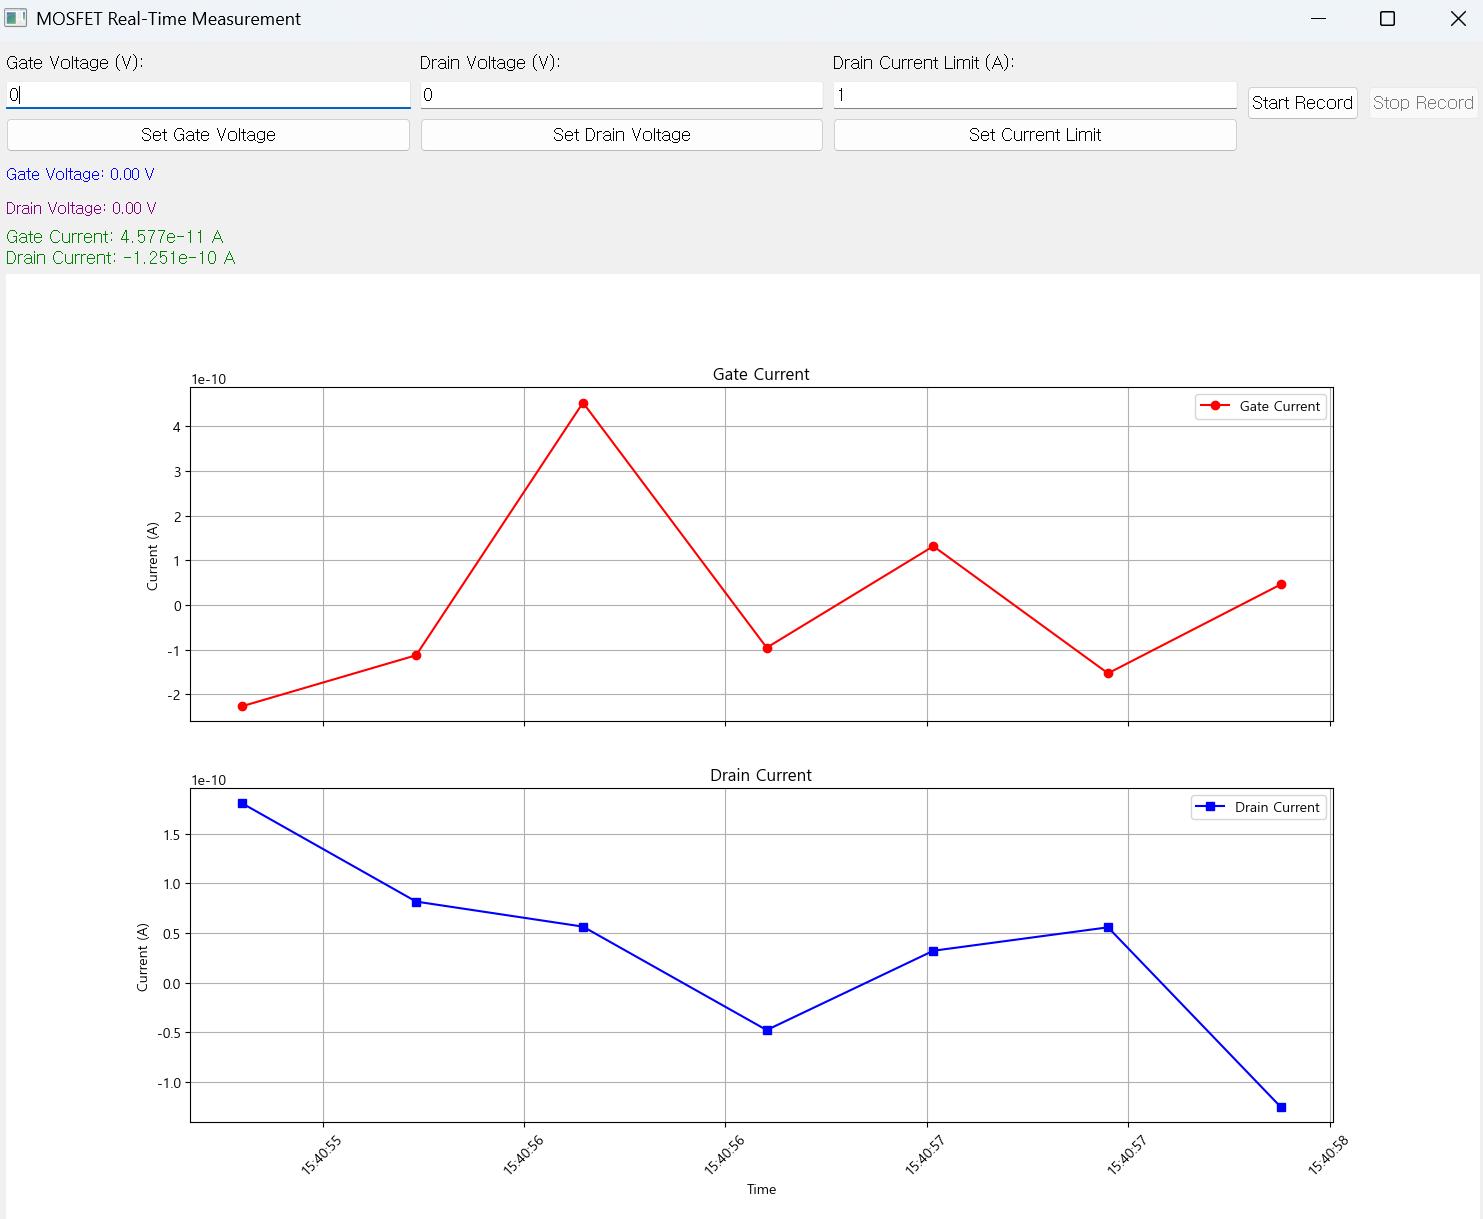 MOSFET Real-Time Measurement
Gate Voltage (V):
Drain Voltage (V):
Drain Current Limit (A):
0
0
1
Start Record
Stop Record
Set Gate Voltage
Set Drain Voltage
Set Current Limit
Gate Voltage: 0.00 V
Drain Voltage: 0.00 V
Gate Current: 4.577e-11 A
Drain Current: -1.251e-10 A
Gate Current
1e-10
Gate Current
4
3
2
1
0
-1
-2
Current (A)
Drain Current
1e-10
Drain Current
1.5
1.0
0.5
0.0
-0.5
-1.0
Current (A)
15:40:55
15:40:56
15:40:56
15:40:57
15:40:57
15:40:58
Time